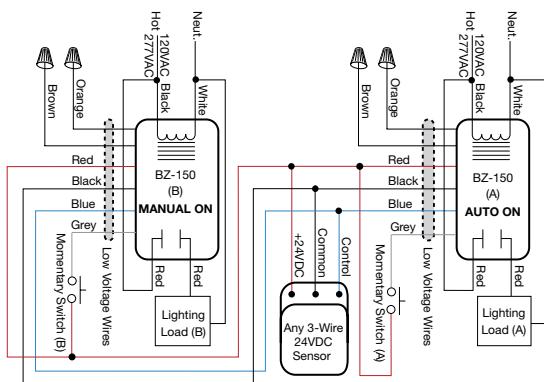 Hot
120VAC
277VAC
Neut.
Black
White
Orange
Brown
Red
Black
Blue
Grey
BZ-150
(B)
MANUAL ON
Low Voltage Wires
Momentary Switch (B)
Red
Red
Lighting
Load (B)
+24VDC
Common
Control
Any 3-Wire
24VDC
Sensor
Hot
120VAC
277VAC
Neut.
Black
White
Orange
Brown
Red
Black
Blue
Grey
BZ-150
(A)
AUTO ON
Low Voltage Wires
Momentary Switch (A)
Red
Red
Lighting
Load (A)